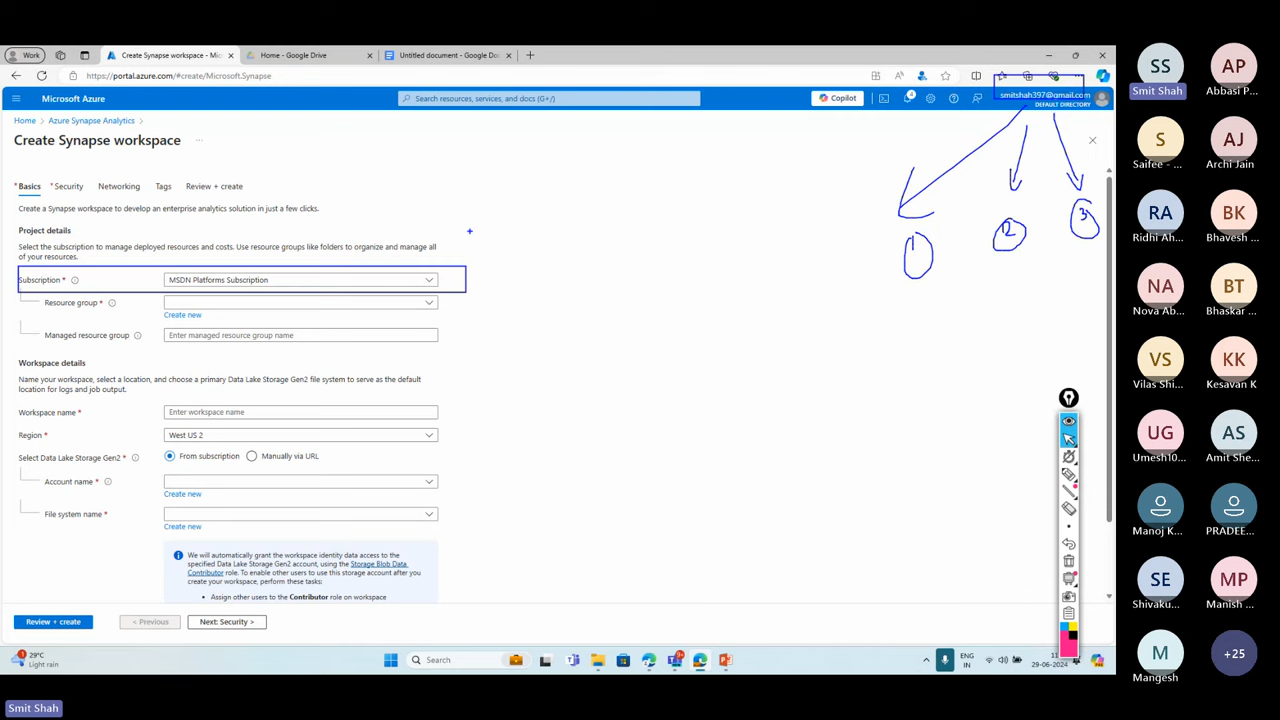 Work
Create Synapse workspace - Mic
Home - Google Drive
Untitled document - Google Doc
https://portal.azure.com/#create/Microsoft.Synapse
Microsoft Azure
Search resources, services, and docs (G+/)
Copilot
4
smitshah397@gmail.com
DEFAULT DIRECTORY
Home > Azure Synapse Analytics >
Create Synapse workspace
...
* Basics
* Security
Networking
Tags
Review + create
Create a Synapse workspace to develop an enterprise analytics solution in just a few clicks.
Project details
Select the subscription to manage deployed resources and costs. Use resource groups like folders to organize and manage all
of your resources.
Subscription *
MSDN Platforms Subscription
Resource group *
Create new
Managed resource group
Enter managed resource group name
Workspace details
Name your workspace, select a location, and choose a primary Data Lake Storage Gen2 file system to serve as the default
location for logs and job output.
Workspace name *
Enter workspace name
Region *
West US 2
Select Data Lake Storage Gen2 *
From subscription
Manually via URL
Account name *
Create new
File system name *
Create new
We will automatically grant the workspace identity data access to the
specified Data Lake Storage Gen2 account, using the Storage Blob Data
Contributor role. To enable other users to use this storage account after you
create your workspace, perform these tasks:
• Assign other users to the Contributor role on workspace
Review + create
< Previous
Next: Security >
1
2
3
29°C
Light rain
Search
ENG
IN
29-06-2024
SS
Smit Shah
AP
Abbasi P...
S
Saifee - ...
AJ
Archi Jain
RA
Ridhi Ah...
BK
Bhavesh ...
NA
Nova Ab...
BT
Bhaskar ...
VS
Vilas Shi...
KK
Kesavan K
UG
Umesh10...
AS
Amit She...
Manoj K...
PRADEE...
SE
Shivaku...
MP
Manish ...
M
Mangesh
+25
Smit Shah